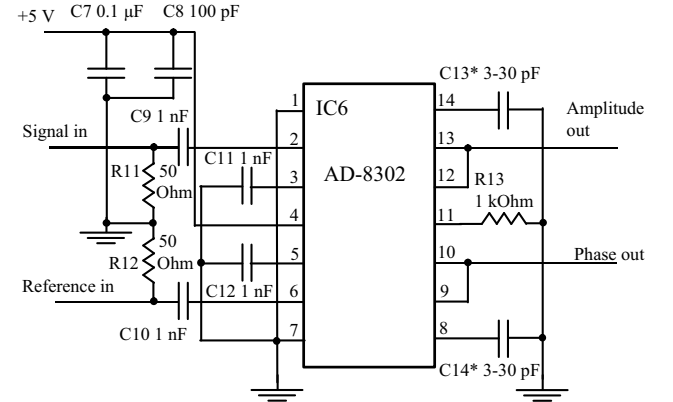 +5 V C7 0.1 µF C8 100 pF
C13* 3-30 pF
C9 1 nF
1 IC6 14
Amplitude
out
Signal in
2 13
R11 50
Ohm
C11 1 nF
3 AD-8302 12
R13
1 kOhm
4 11
50
Ohm
R12
5 10
Phase out
Reference in
C12 1 nF
6 9
C10 1 nF
7 8
C14* 3-30 pF